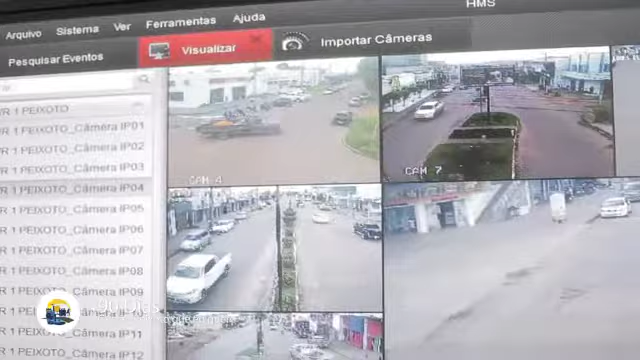 HMS
Arquivo Sistema Ver Ferramentas Ajuda
Pesquisar Eventos Visualizar Importar Câmeras
R 1 PEIXOTO
R 1 PEIXOTO_Câmera IP01
R 1 PEIXOTO_Câmera IP02
R 1 PEIXOTO_Câmera IP03
R 1 PEIXOTO_Câmera IP04
R 1 PEIXOTO_Câmera IP05
R 1 PEIXOTO_Câmera IP06
R 1 PEIXOTO_Câmera IP07
R 1 PEIXOTO_Câmera IP08
R 1 PEIXOTO_Câmera IP09
IP10
IP11
R 1 PEIXOTO_Câmera IP12
CAM 4
CAM 7